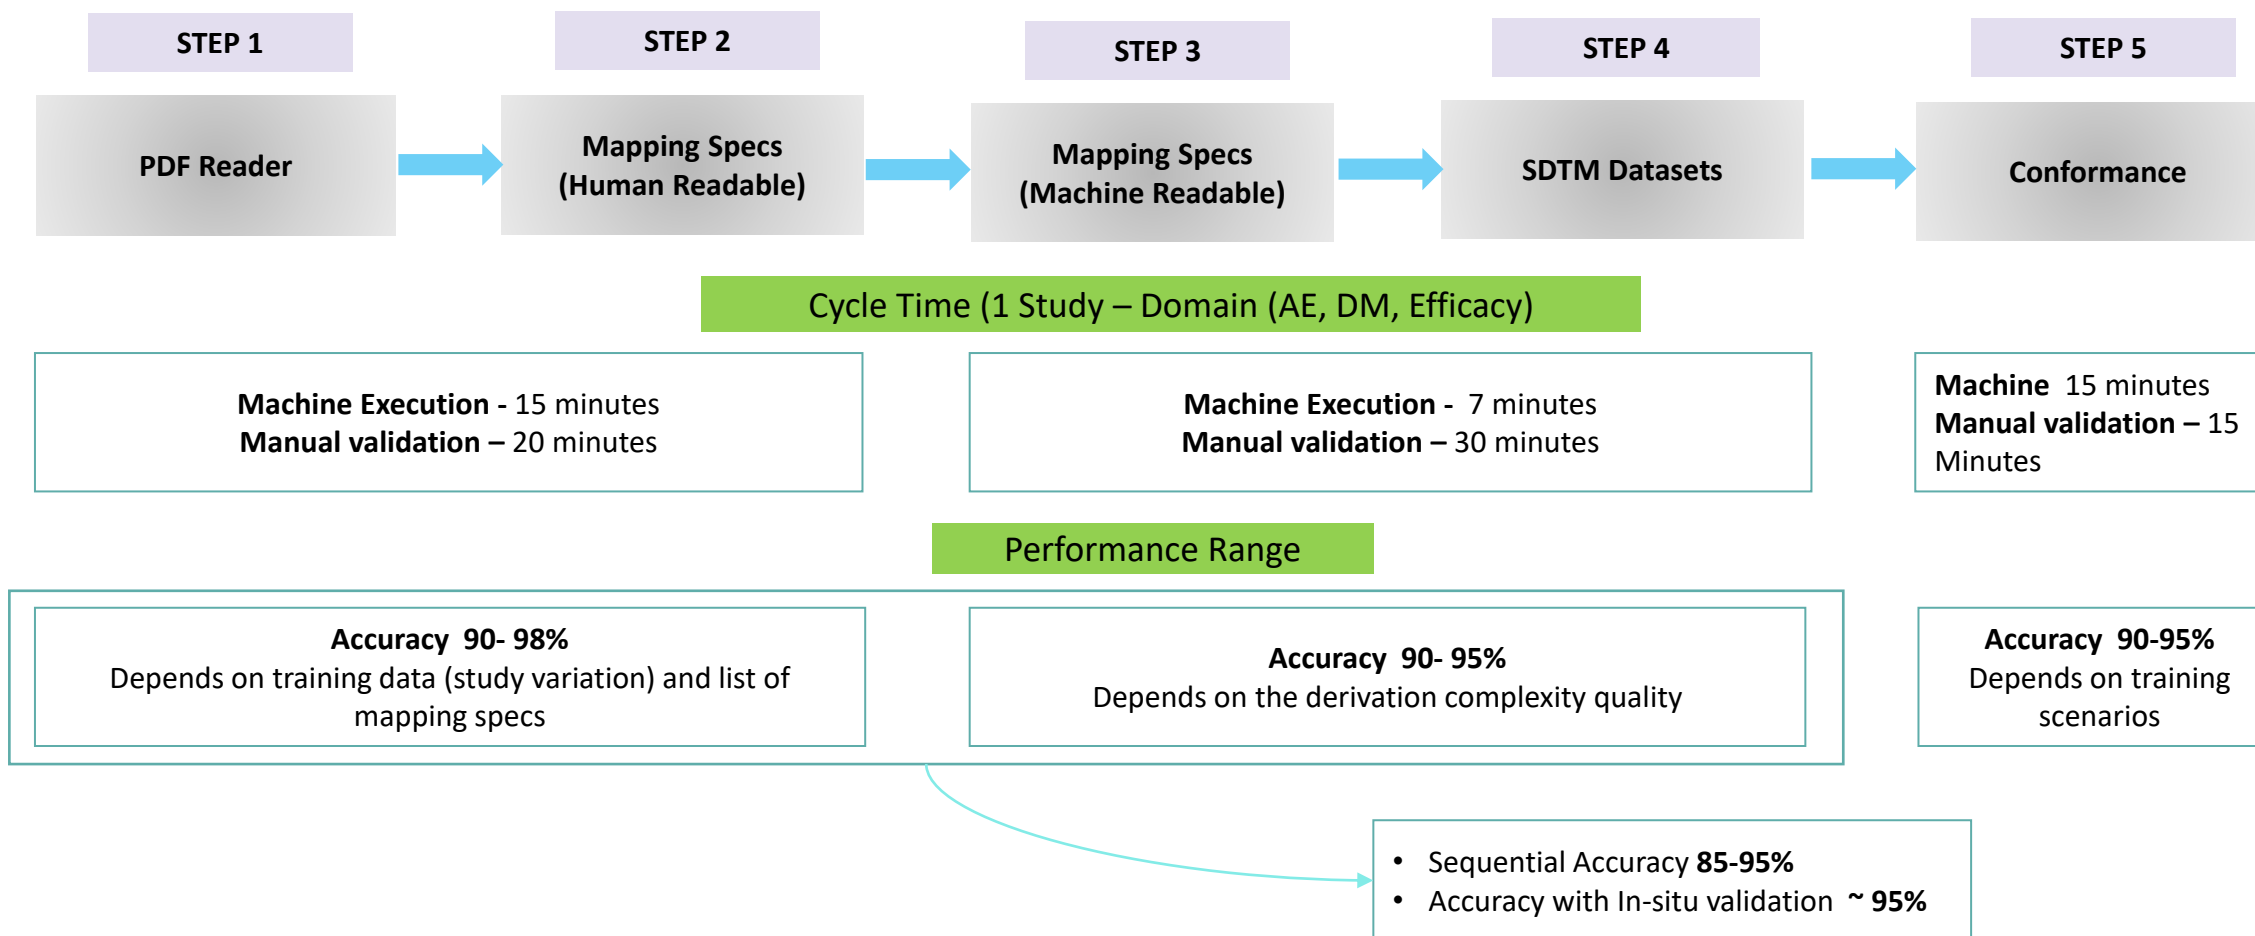 STEP 1
STEP 2
STEP 3
STEP 4
STEP 5
PDF Reader
Mapping Specs
(Human Readable)
Mapping Specs
(Machine Readable)
SDTM Datasets
Conformance
Cycle Time (1 Study – Domain (AE, DM, Efficacy)
Machine Execution - 15 minutes
Manual validation – 20 minutes
Machine Execution -  7 minutes
Manual validation – 30 minutes
Machine  15 minutes
Manual validation – 15
Minutes
Performance Range
Accuracy  90- 98%
Depends on training data (study variation) and list of
mapping specs
Accuracy  90- 95%
Depends on the derivation complexity quality
Accuracy  90-95%
Depends on training
scenarios
• Sequential Accuracy 85-95%
• Accuracy with In-situ validation  ~ 95%